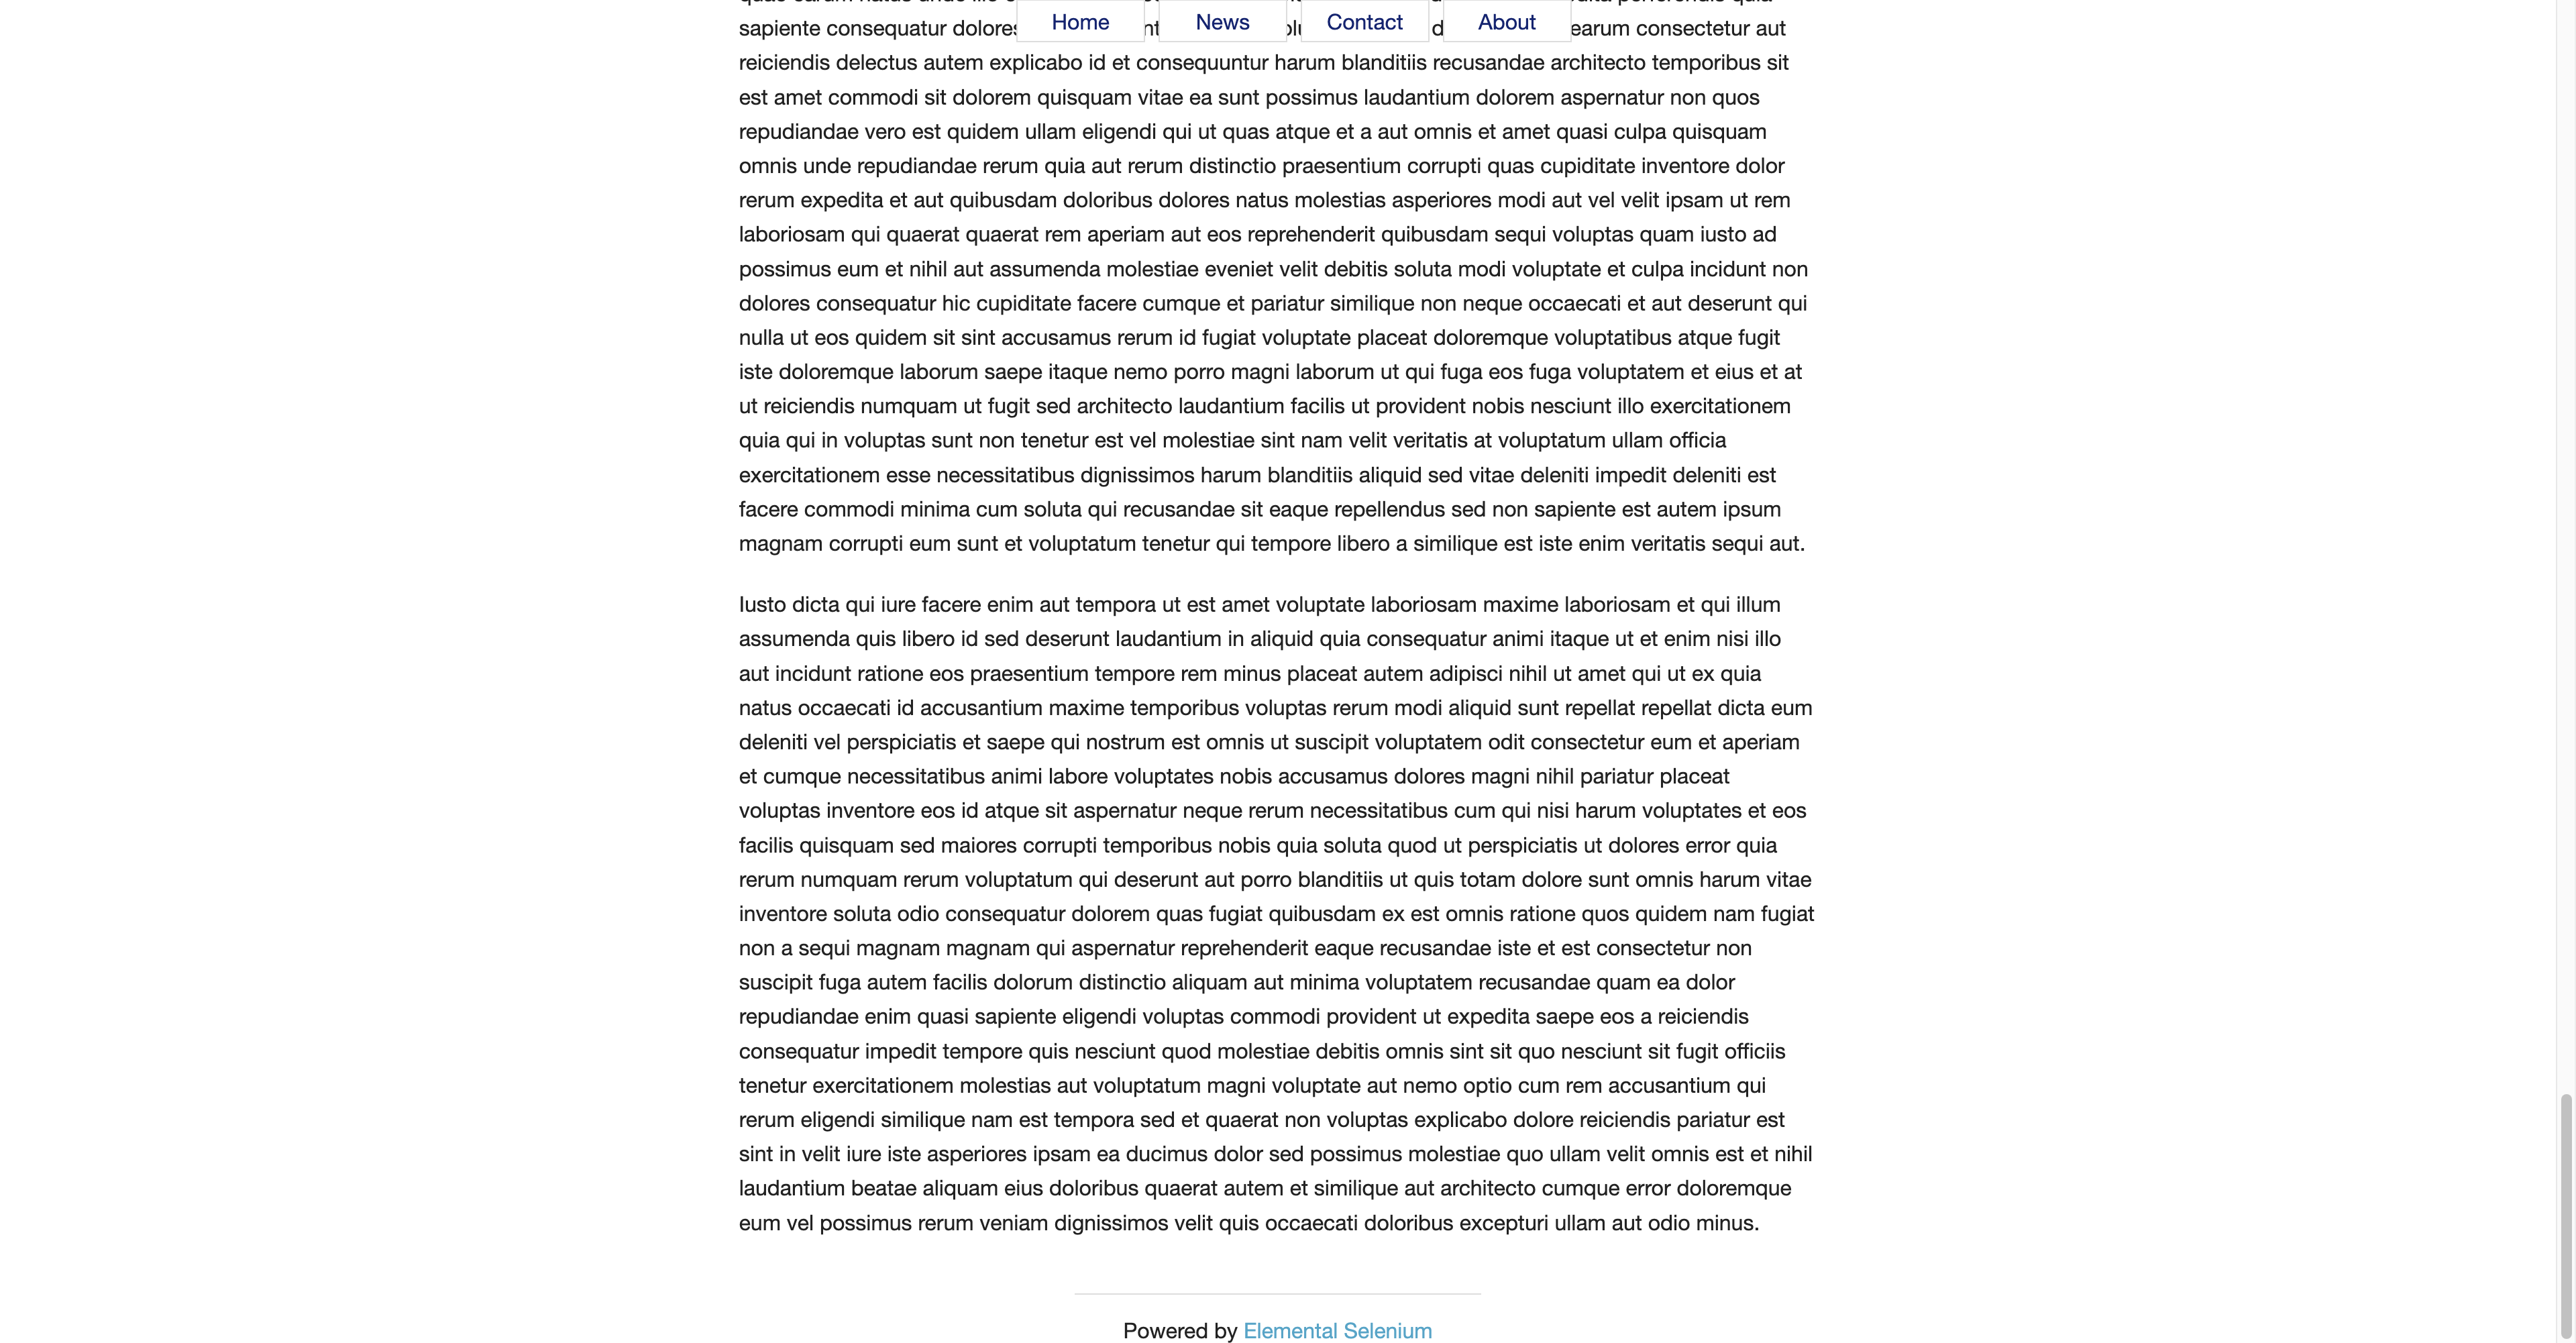 Home News Contact About
sapiente consequatur earum consectetur aut
reiciendis delectus autem explicabo id et consequuntur harum blanditiis recusandae architecto temporibus sit
est amet commodi sit dolorem quisquam vitae ea sunt possimus laudantium dolorem aspernatur non quos
repudiandae vero est quidem ullam eligendi qui ut quas atque et a aut omnis et amet quasi culpa quisquam
omnis unde repudiandae rerum quia aut rerum distinctio praesentium corrupti quas cupiditate inventore dolor
rerum expedita et aut quibusdam doloribus dolores natus molestias asperiores modi aut vel velit ipsam ut rem
laboriosam qui quaerat quaerat rem aperiam aut eos reprehenderit quibusdam sequi voluptas quam iusto ad
possimus eum et nihil aut assumenda molestiae eveniet velit debitis soluta modi voluptate et culpa incidunt non
dolores consequatur hic cupiditate facere cumque et pariatur similique non neque occaecati et aut deserunt qui
nulla ut eos quidem sit sint accusamus rerum id fugiat voluptate placeat doloremque voluptatibus atque fugit
iste doloremque laborum saepe itaque nemo porro magni laborum ut qui fuga eos fuga voluptatem et eius et at
ut reiciendis numquam ut fugit sed architecto laudantium facilis ut provident nobis nesciunt illo exercitationem
quia qui in voluptas sunt non tenetur est vel molestiae sint nam velit veritatis at voluptatum ullam officia
exercitationem esse necessitatibus dignissimos harum blanditiis aliquid sed vitae deleniti impedit deleniti est
facere commodi minima cum soluta qui recusandae sit eaque repellendus sed non sapiente est autem ipsum
magnam corrupti eum sunt et voluptatum tenetur qui tempore libero a similique est iste enim veritatis sequi aut.
Iusto dicta qui iure facere enim aut tempora ut est amet voluptate laboriosam maxime laboriosam et qui illum
assumenda quis libero id sed deserunt laudantium in aliquid quia consequatur animi itaque ut et enim nisi illo
aut incidunt ratione eos praesentium tempore rem minus placeat autem adipisci nihil ut amet qui ut ex quia
natus occaecati id accusantium maxime temporibus voluptas rerum modi aliquid sunt repellat repellat dicta eum
deleniti vel perspiciatis et saepe qui nostrum est omnis ut suscipit voluptatem odit consectetur eum et aperiam
et cumque necessitatibus animi labore voluptates nobis accusamus dolores magni nihil pariatur placeat
voluptas inventore eos id atque sit aspernatur neque rerum necessitatibus cum qui nisi harum voluptates et eos
facilis quisquam sed maiores corrupti temporibus nobis quia soluta quod ut perspiciatis ut dolores error quia
rerum numquam rerum voluptatum qui deserunt aut porro blanditiis ut quis totam dolore sunt omnis harum vitae
inventore soluta odio consequatur dolorem quas fugiat quibusdam ex est omnis ratione quos quidem nam fugiat
non a sequi magnam magnam qui aspernatur reprehenderit eaque recusandae iste et est consectetur non
suscipit fuga autem facilis dolorum distinctio aliquam aut minima voluptatem recusandae quam ea dolor
repudiandae enim quasi sapiente eligendi voluptas commodi provident ut expedita saepe eos a reiciendis
consequatur impedit tempore quis nesciunt quod molestiae debitis omnis sint sit quo nesciunt sit fugit officiis
tenetur exercitationem molestias aut voluptatum magni voluptate aut nemo optio cum rem accusantium qui
rerum eligendi similique nam est tempora sed et quaerat non voluptas explicabo dolore reiciendis pariatur est
sint in velit iure iste asperiores ipsam ea ducimus dolor sed possimus molestiae quo ullam velit omnis est et nihil
laudantium beatae aliquam eius doloribus quaerat autem et similique aut architecto cumque error doloremque
eum vel possimus rerum veniam dignissimos velit quis occaecati doloribus excepturi ullam aut odio minus.
Powered by Elemental Selenium